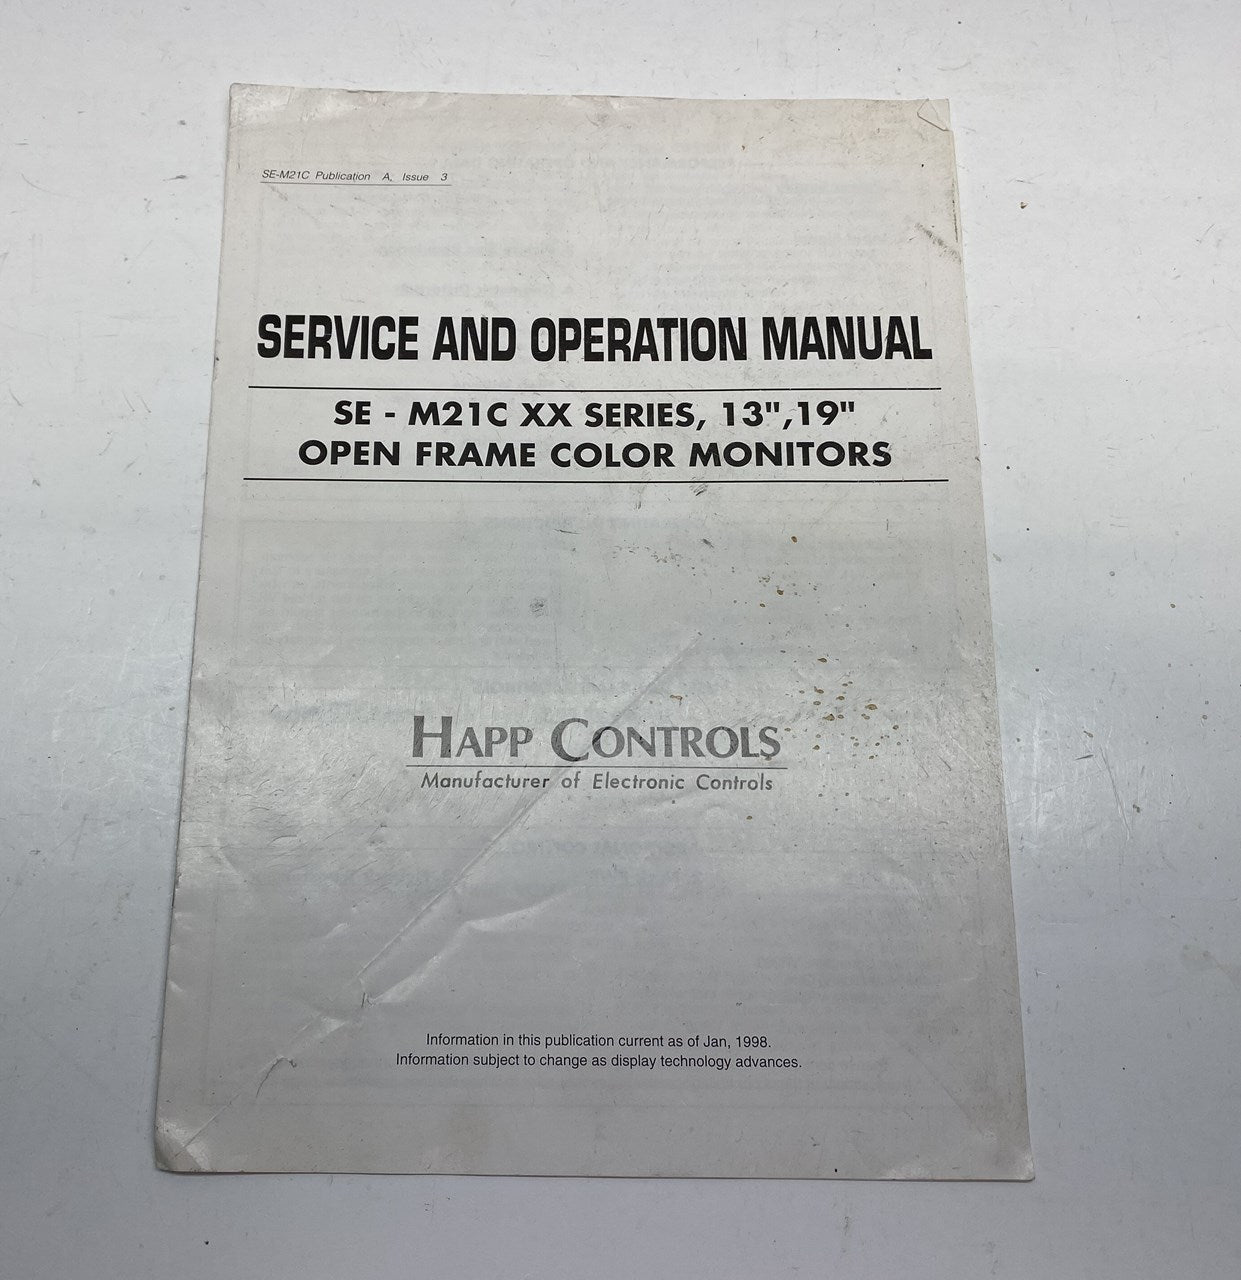 SE-M21C Publication A, Issue 3
SERVICE AND OPERATION MANUAL
SE - M21C XX SERIES, 13",19"
OPEN FRAME COLOR MONITORS
HAPP CONTROLS
Manufacturer of Electronic Controls
Information in this publication current as of Jan, 1998.
Information subject to change as display technology advances.